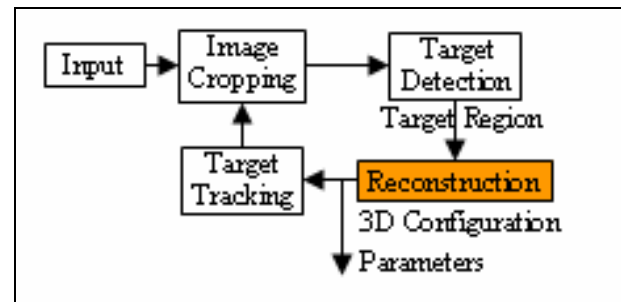 Input
Image
Cropping
Target
Detection
Target Region
Target
Tracking
Reconstruction
3D Configuration
Parameters